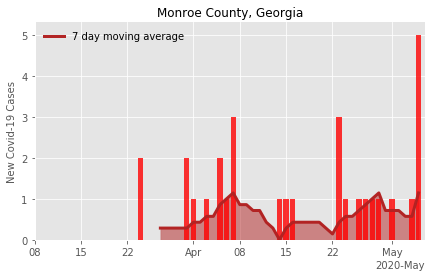 Monroe County, Georgia
7 day moving average
New Covid-19 Cases
5
4
3
2
1
0
08 15 22 Apr 08 15 22 May
2020-May